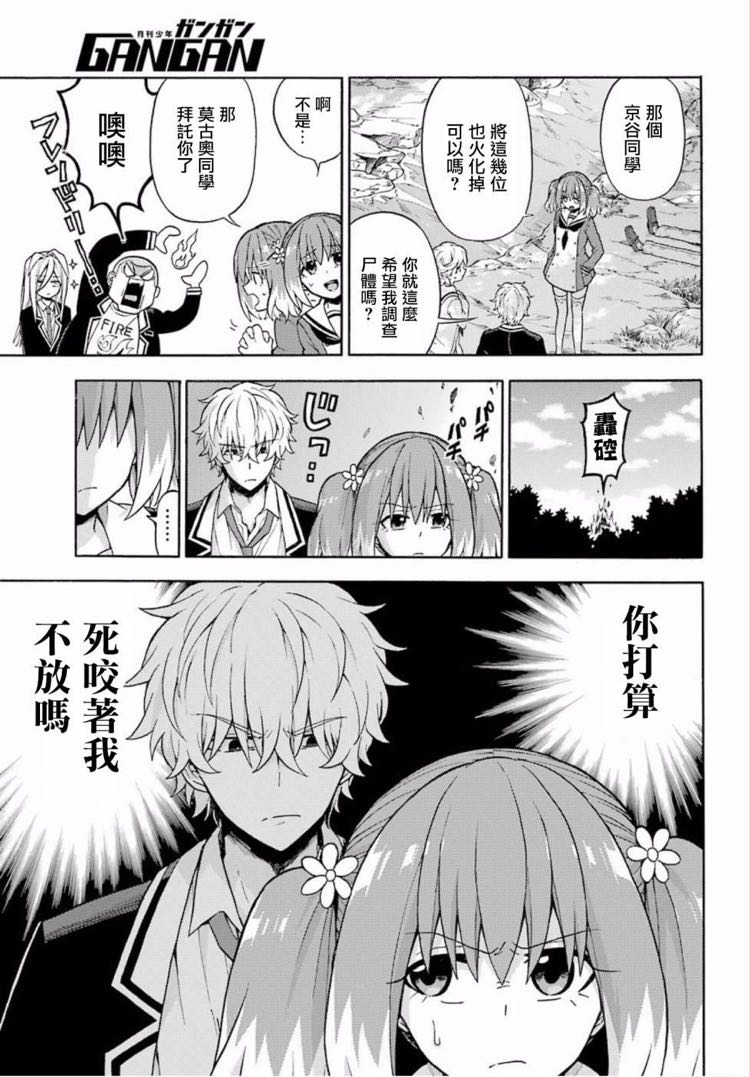 月刊少年
ガンガン
GANGAN
那個
京谷同學
將這幾位
也火化掉
可以嗎？
你就這麼
希望我調查
尸體嗎？
啊
不是…
那
莫古奧同學
拜託你了
噢噢
フレンドリー！
FIRE
轟
硿
パチ
パチ
じっ…
……
你打算
死咬著我
不放嗎